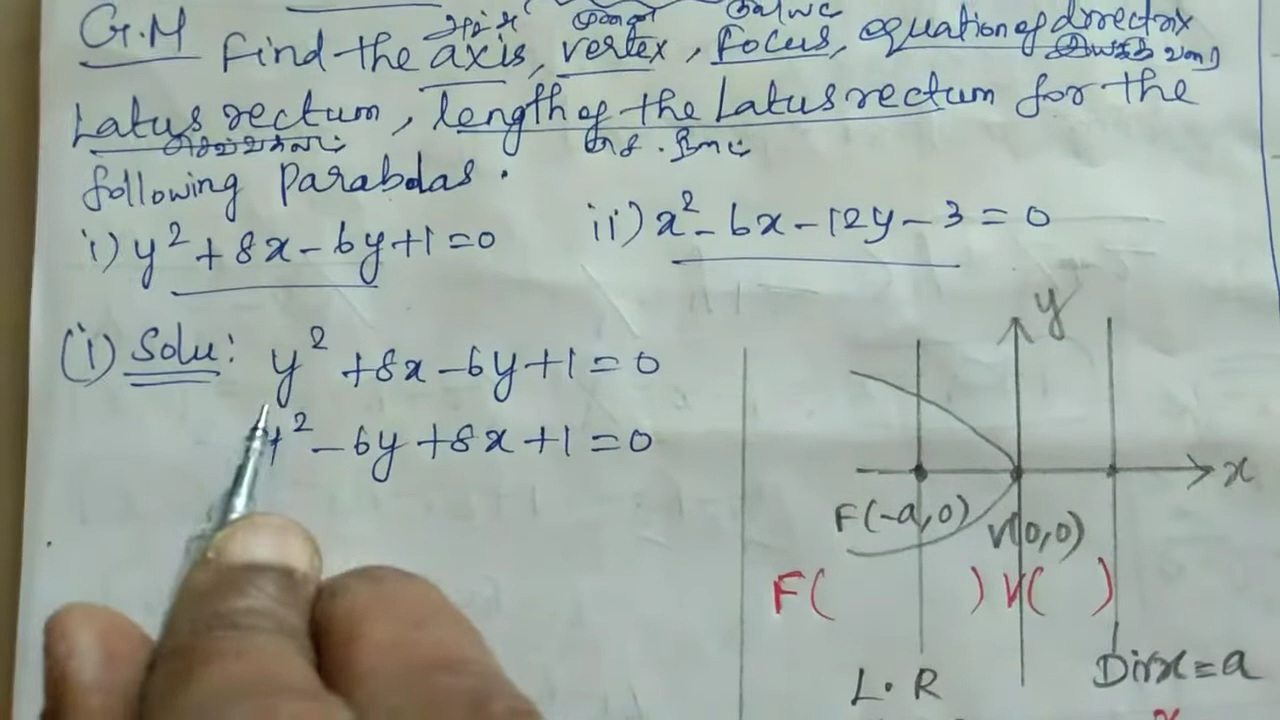 G.M Find the axis, vertex, focus, equation of directrix
Latus rectum, length of the Latus rectum for the
following Parabolas.
i) y² + 8x - 6y + 1 = 0 ii) x² - 6x - 12y - 3 = 0
(i) Solu: y² + 8x - 6y + 1 = 0
y² - 6y + 8x + 1 = 0
y
x
F(-a,0) V(0,0)
F( ) V( )
L.R Dirx = a